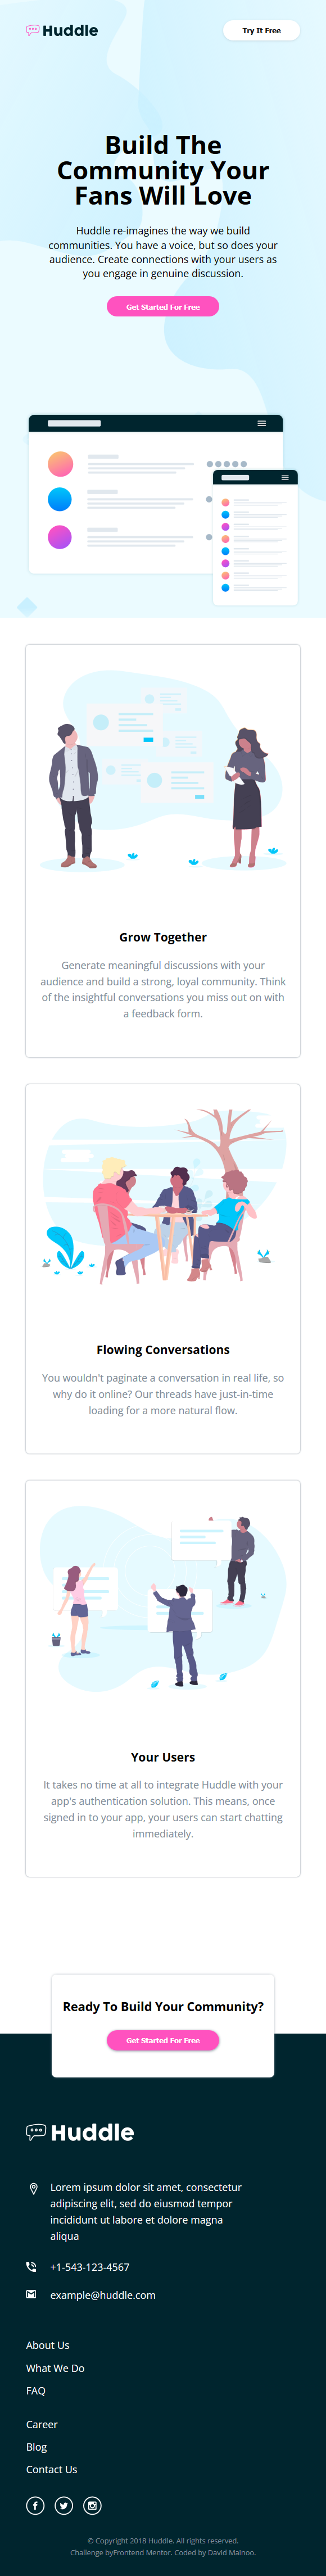 Huddle
Try It Free
Build The
Community Your
Fans Will Love
Huddle re-imagines the way we build
communities. You have a voice, but so does your
audience. Create connections with your users as
you engage in genuine discussion.
Get Started For Free
Grow Together
Generate meaningful discussions with your
audience and build a strong, loyal community. Think
of the insightful conversations you miss out on with
a feedback form.
Flowing Conversations
You wouldn't paginate a conversation in real life, so
why do it online? Our threads have just-in-time
loading for a more natural flow.
Your Users
It takes no time at all to integrate Huddle with your
app's authentication solution. This means, once
signed in to your app, your users can start chatting
immediately.
Ready To Build Your Community?
Get Started For Free
Huddle
Lorem ipsum dolor sit amet, consectetur
adipiscing elit, sed do eiusmod tempor
incididunt ut labore et dolore magna
aliqua
+1-543-123-4567
example@huddle.com
About Us
What We Do
FAQ
Career
Blog
Contact Us
© Copyright 2018 Huddle. All rights reserved.
Challenge byFrontend Mentor. Coded by David Mainoo.